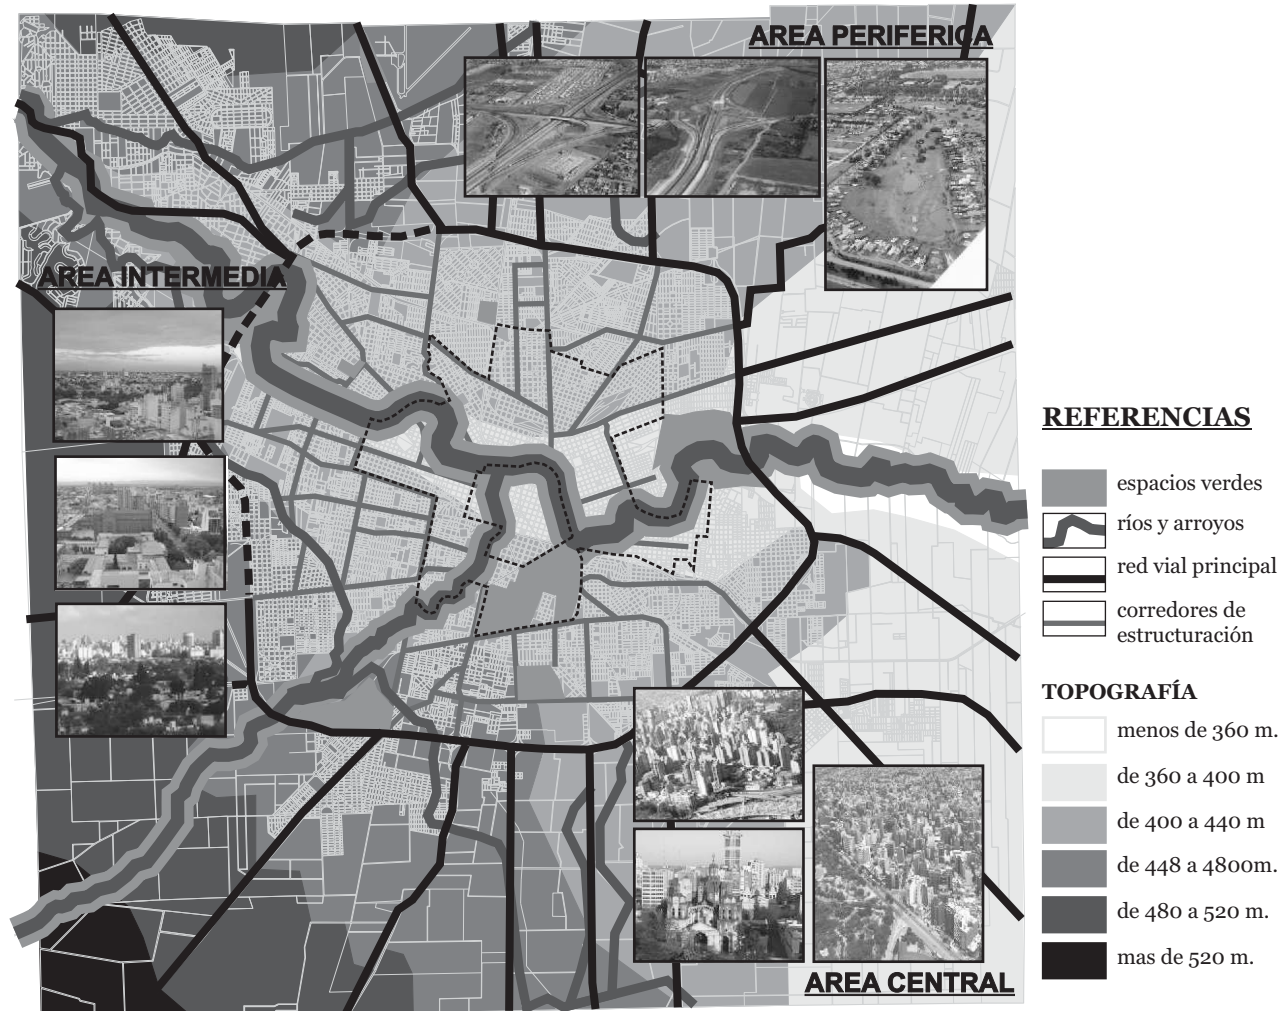 AREA PERIFERICA
AREA INTERMEDIA
REFERENCIAS
espacios verdes
ríos y arroyos
red vial principal
corredores de
estructuración
TOPOGRAFÍA
menos de 360 m.
de 360 a 400 m
de 400 a 440 m
de 448 a 4800m.
de 480 a 520 m.
mas de 520 m.
AREA CENTRAL